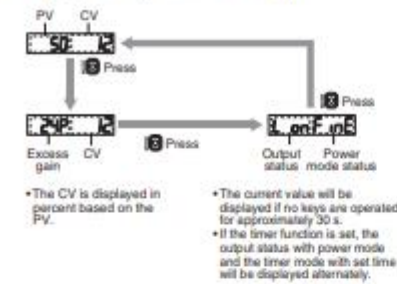 PV CV
50: 12
Press
Press
24P: 12
L on F inE
Press
Excess
gain
CV
Output
status
Power
mode status
•The CV is displayed in
percent based on the
PV.
•The current value will be
displayed if no keys are operated
for approximately 30 s.
•If the timer function is set, the
output status with power mode
and the timer mode with set time
will be displayed alternately.